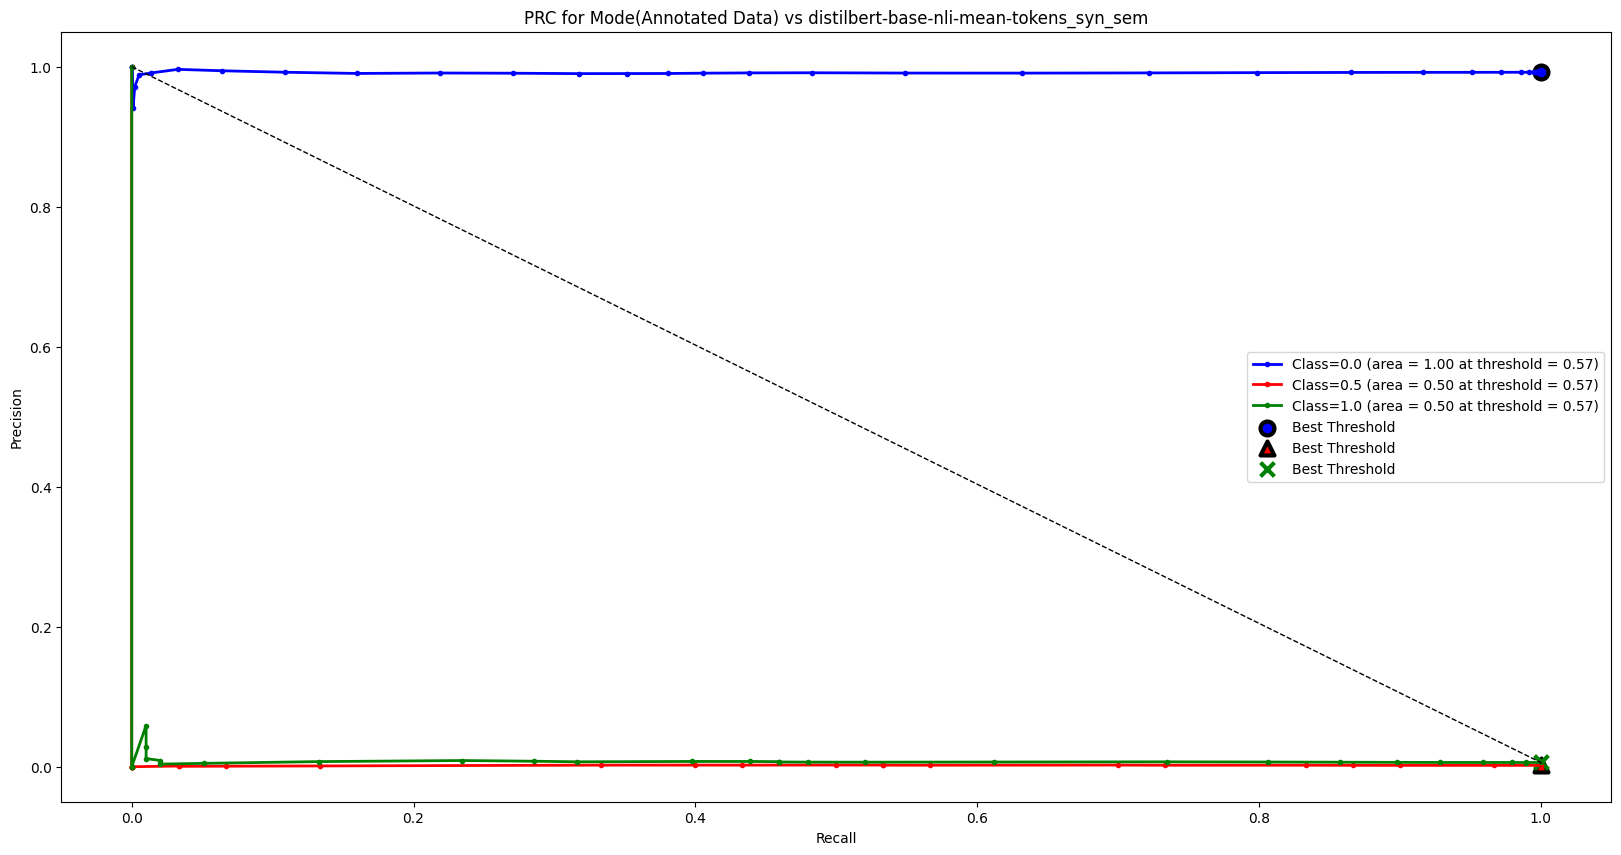 PRC for Mode(Annotated Data) vs distilbert-base-nli-mean-tokens_syn_sem
1.0
0.8
0.6
0.4
0.2
0.0
Precision
Class=0.0 (area = 1.00 at threshold = 0.57)
Class=0.5 (area = 0.50 at threshold = 0.57)
Class=1.0 (area = 0.50 at threshold = 0.57)
Best Threshold
Best Threshold
Best Threshold
0.0 0.2 0.4 0.6 0.8 1.0
Recall